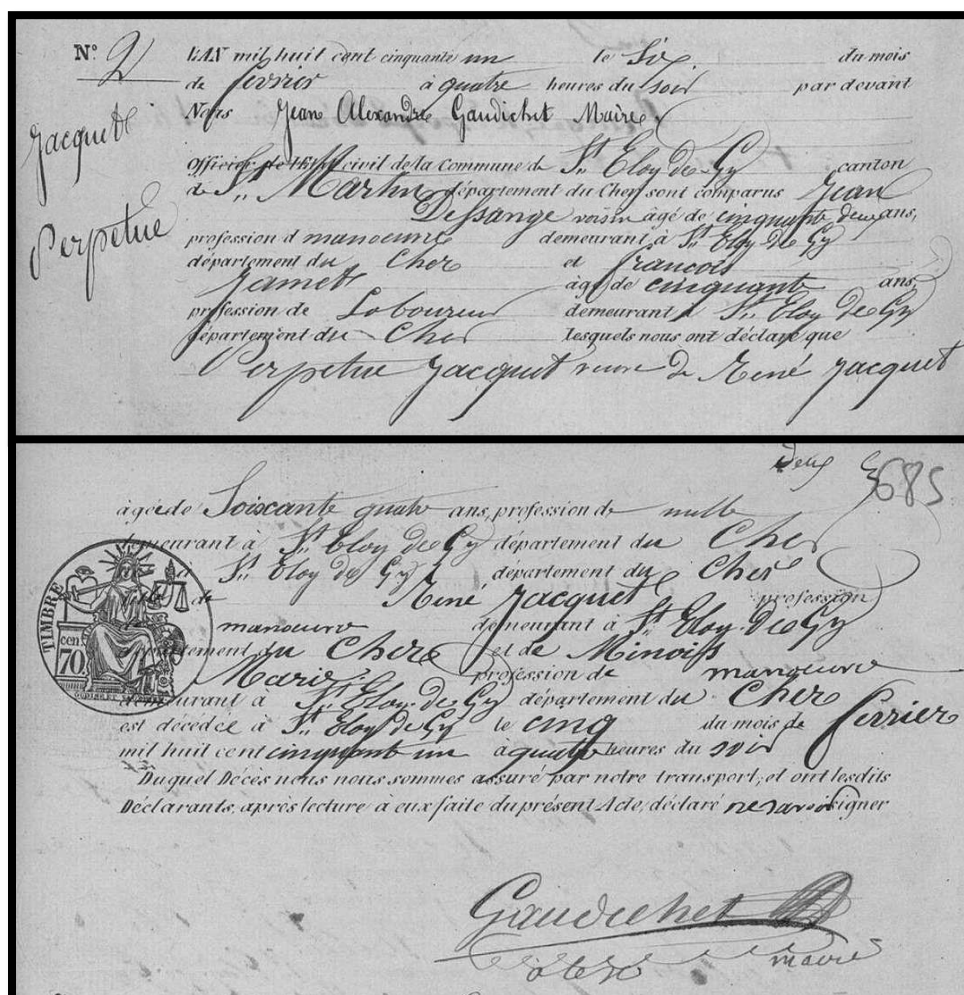 N° 2
Jacquet
Perpetue
L'AN mil huit cent cinquante un le Six du mois
de fevrier à quatre heures du soir par devant
Nous Jean Alexandre Gaudichet Maire
Officier de l'Etat civil de la Commune de St Eloy de Gy canton
de St Martin département du Cher sont comparus Jean
Dessange voisin âgé de cinquante deux ans,
profession d manoeuvre demeurant à St Eloy de Gy
département du Cher et francois
Jamet âgé de cinquante ans,
profession de Laboureur demeurant à St Eloy de Gy
département du Cher lesquels nous ont déclaré que
Perpetue Jacquet veuve de René Jacquet
685
âgée de Soixante quatre ans, profession de nulle
demeurant à St Eloy de Gy département du Cher
St Eloy de Gy département du Cher
de René Jacquet profession
manoeuvre demeurant à St Eloy de Gy
département du Cher et de Minois
Marie profession de manoeuvre
demeurant à St Eloy de Gy département du Cher
est décédée à St Eloy de Gy le cinq du mois de fevrier
mil huit cent cinquant un à quatre heures du soir
Duquel Décès nous nous sommes assuré par notre transport, et ont lesdits
Déclarants, après lecture à eux faite du présent Acte, déclaré ne savoir signer
TIMBRE
70 cen.
Gaudichet
maire